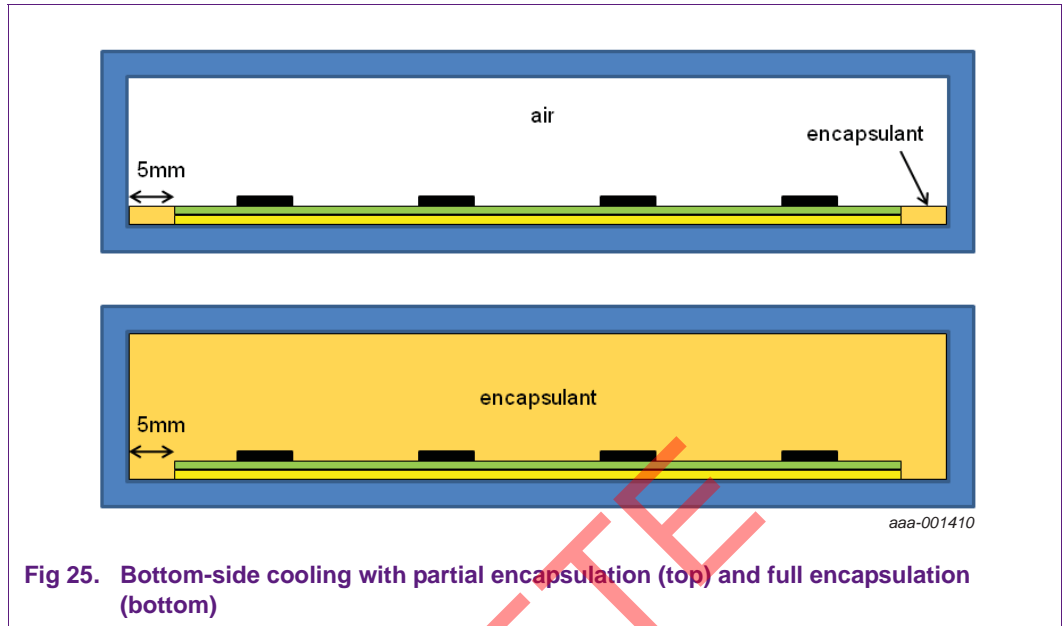 air
encapsulant
5mm
encapsulant
5mm
aaa-001410
Fig 25. Bottom-side cooling with partial encapsulation (top) and full encapsulation
(bottom)